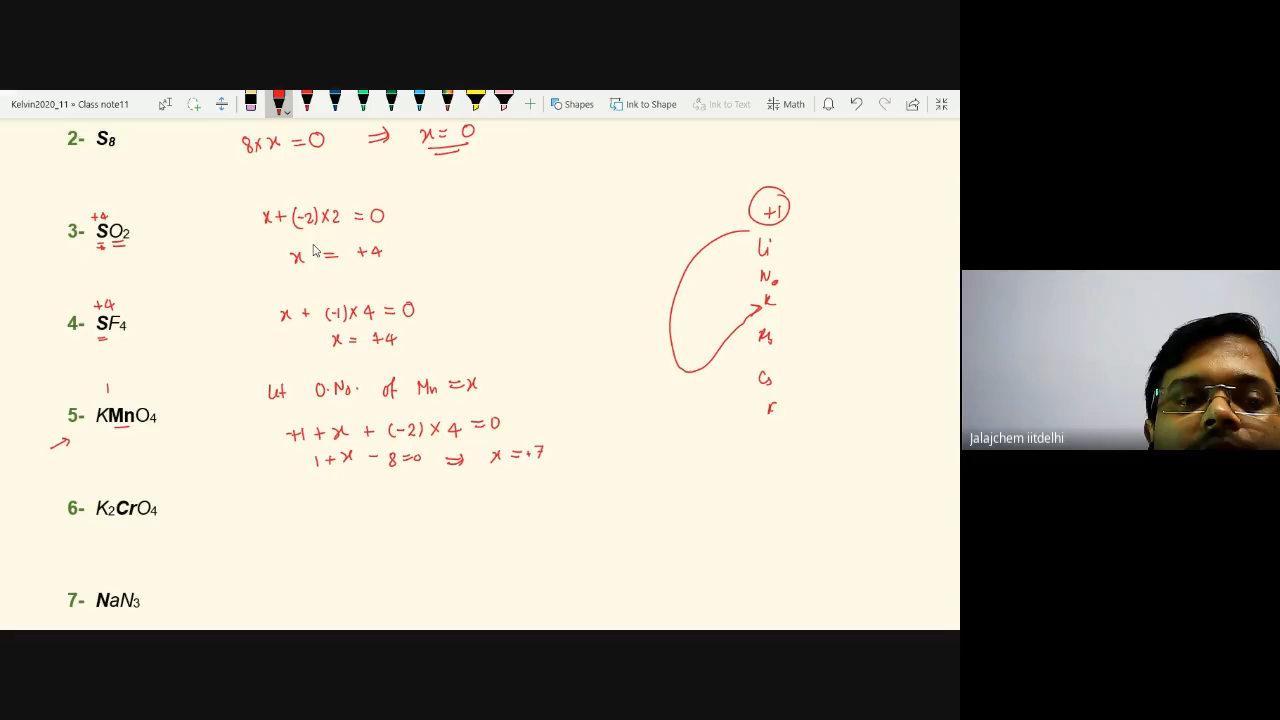 Kelvin2020_11 » Class note11
Shapes
Ink to Shape
Ink to Text
Math
2- S₈
8 × x = 0 ⇒ x = 0
+4
3- SO₂
x + (-2) × 2 = 0
x = +4
+4
4- SF₄
x + (-1) × 4 = 0
x = +4
1
5- KMnO₄
Let O.No. of Mn = x
+1 + x + (-2) × 4 = 0
1 + x - 8 = 0 ⇒ x = +7
6- K₂CrO₄
7- NaN₃
+1
Li
Na
K
Rb
Cs
F
Jalajchem iitdelhi